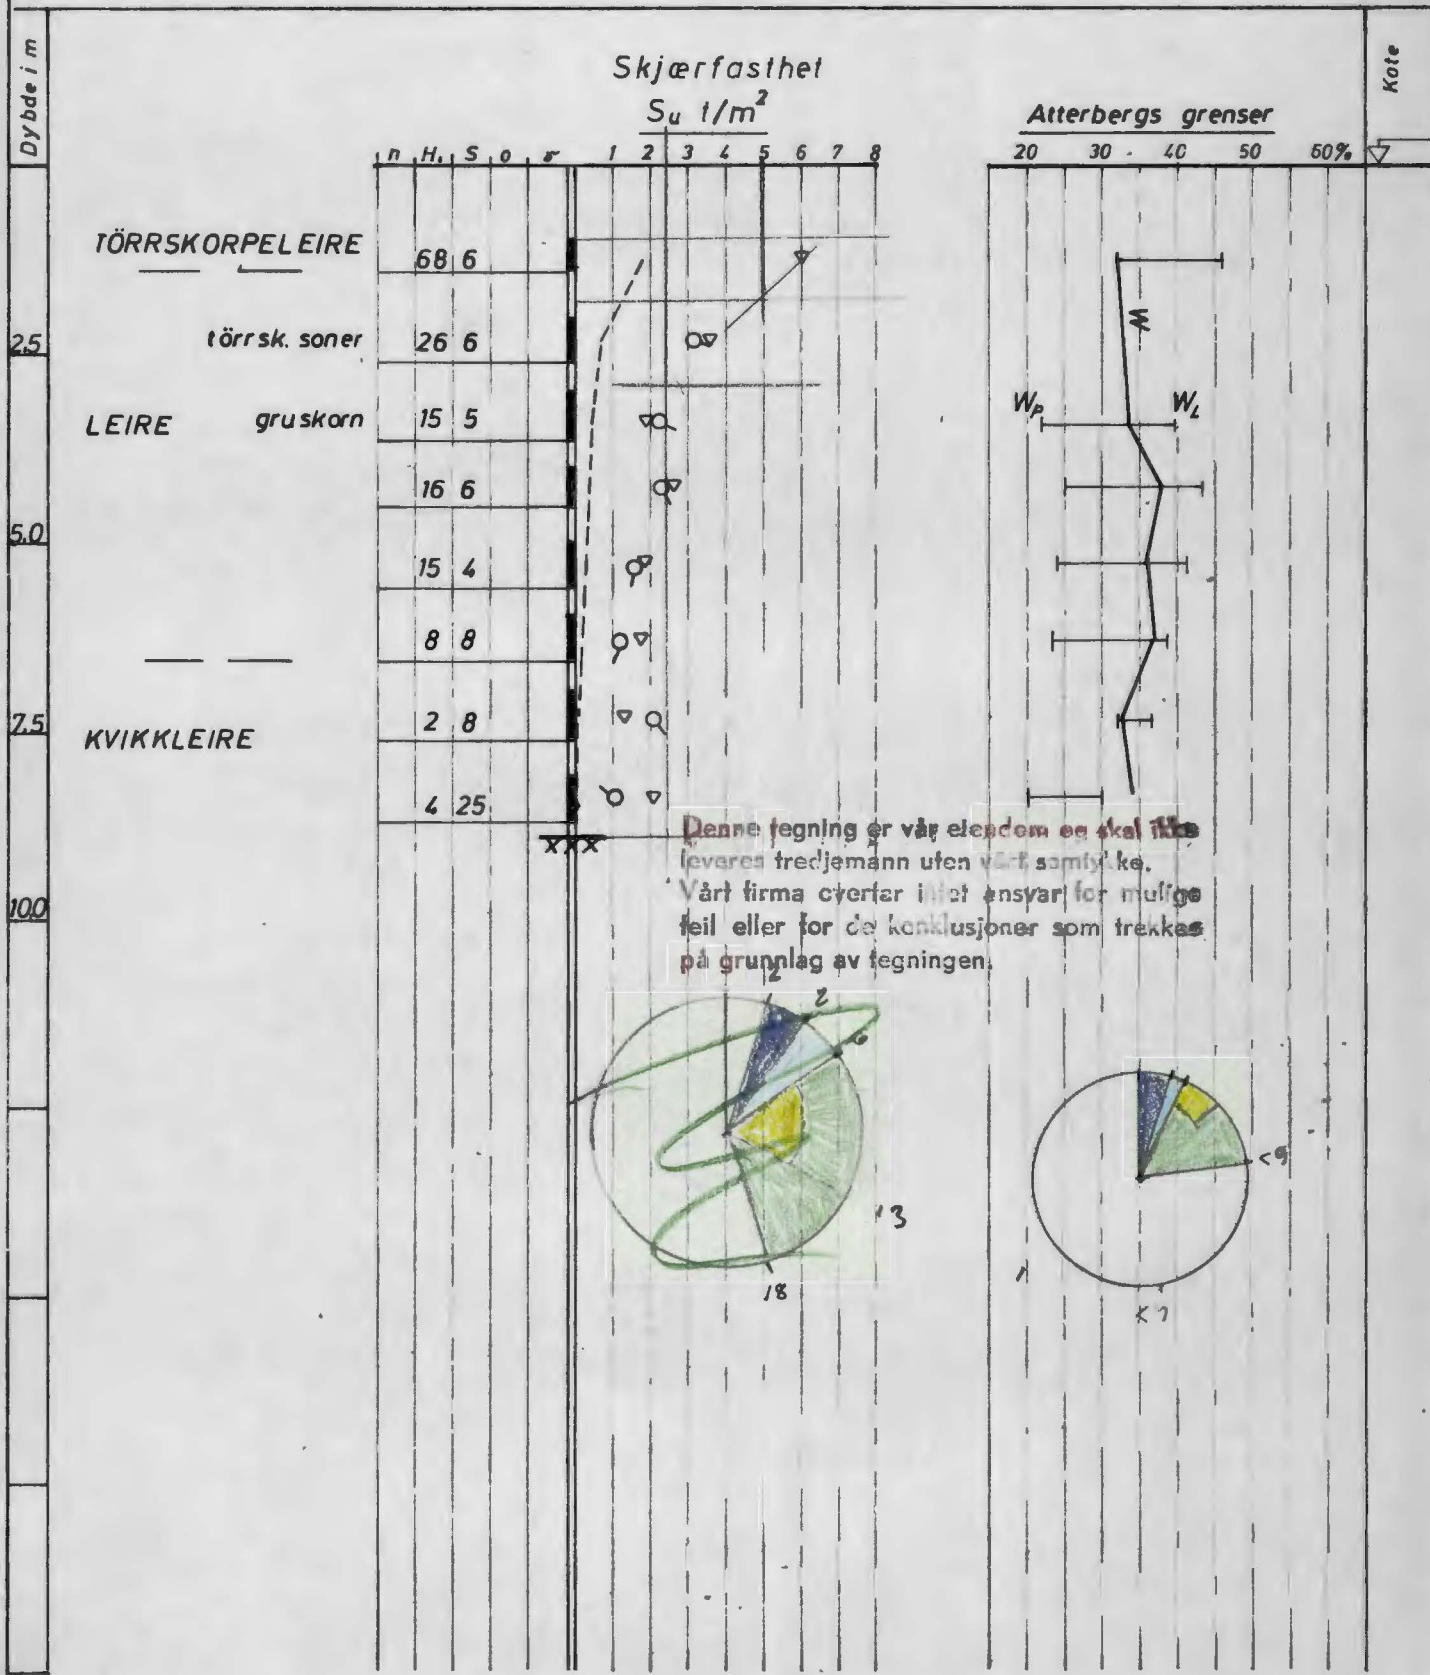 Dybde i m
Skjærfasthet
Su t/m²
Atterbergs grenser
Kote
n H₁ S o 1 2 3 4 5 6 7 8
20 30 40 50 60%
TÖRRSKORPELEIRE 68 6
W
2,5 törrsk. soner 26 6
LEIRE gruskorn 15 5
Wp WL
16 6
5,0
15 4
8 8
7,5 2 8
KVIKKLEIRE
4 25
xxx
Denne tegning er vår eiendom og skal ikke
leveres tredjemann uten vårt samtykke.
Vårt firma overtar intet ansvar for mulige
feil eller for de konklusjoner som trekkes
på grunnlag av tegningen.
10,0
2 2
6
<9
13
18